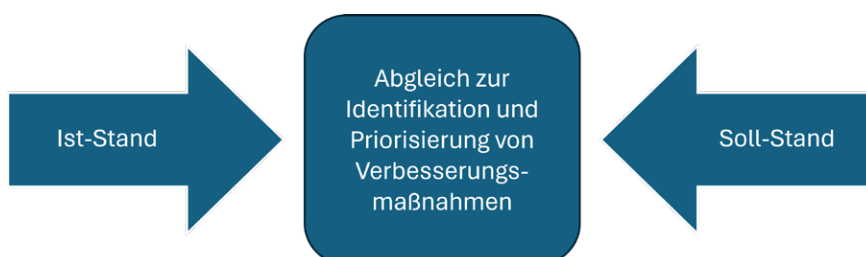 Ist-Stand
Abgleich zur
Identifikation und
Priorisierung von
Verbesserungs-
maßnahmen
Soll-Stand